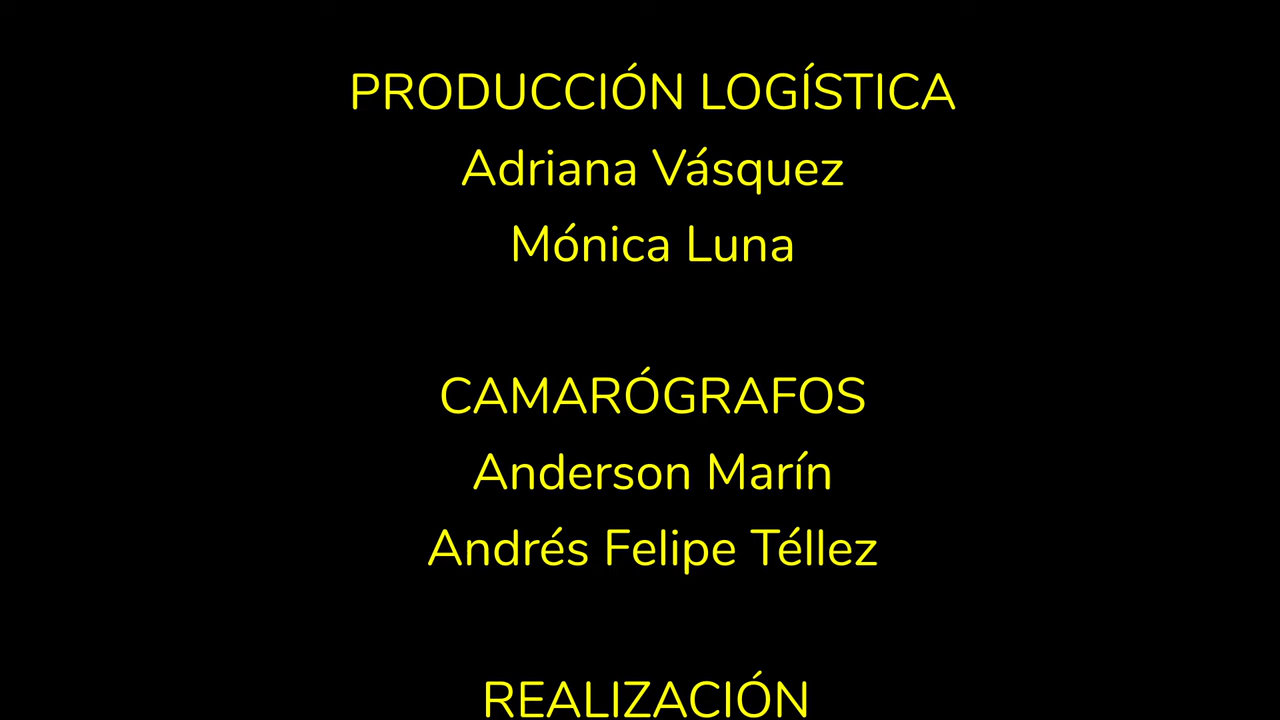 PRODUCCIÓN LOGÍSTICA
Adriana Vásquez
Mónica Luna
CAMARÓGRAFOS
Anderson Marín
Andrés Felipe Téllez
REALIZACIÓN